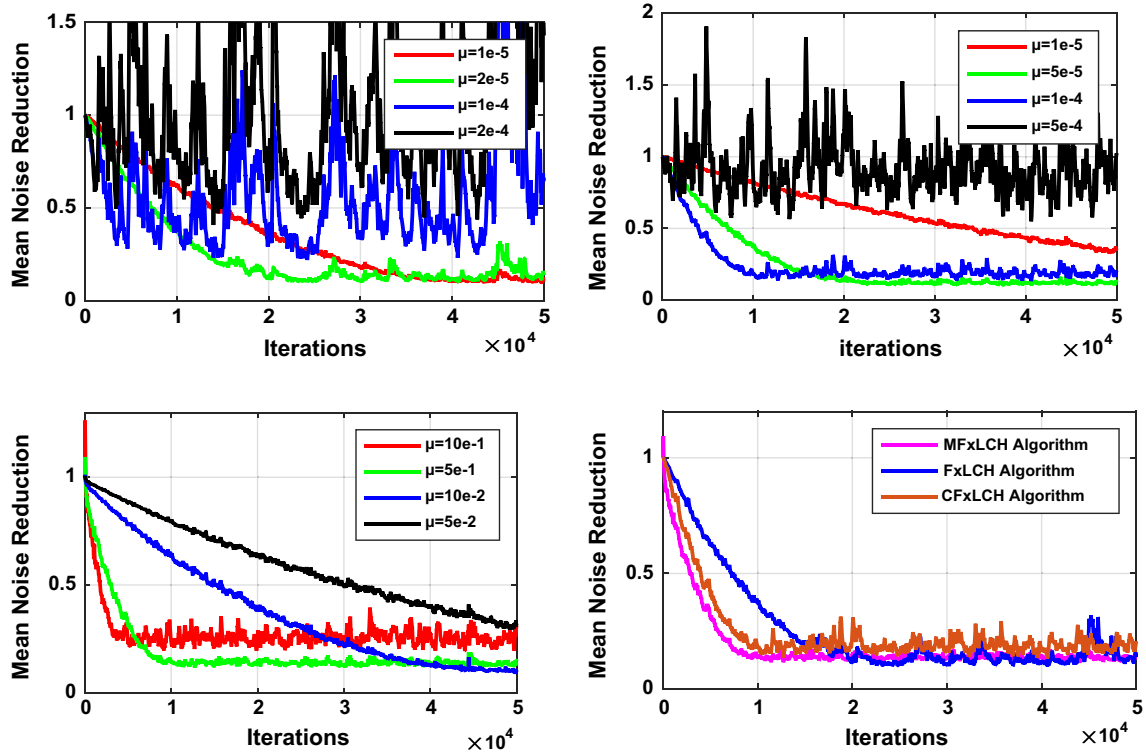 Mean Noise Reduction
1.5
1
0.5
0
μ=1e-5
μ=2e-5
μ=1e-4
μ=2e-4
0 1 2 3 4 5
Iterations
×10^4
Mean Noise Reduction
2
1.5
1.0
0.5
0
μ=1e-5
μ=5e-5
μ=1e-4
μ=5e-4
0 1 2 3 4 5
iterations
×10^4
Mean Noise Reduction
1
0.5
0
μ=10e-1
μ=5e-1
μ=10e-2
μ=5e-2
0 1 2 3 4 5
Iterations
×10^4
Mean Noise Reduction
1
0.5
0
MFxLCH Algorithm
FxLCH Algorithm
CFxLCH Algorithm
0 1 2 3 4 5
Iterations
×10^4